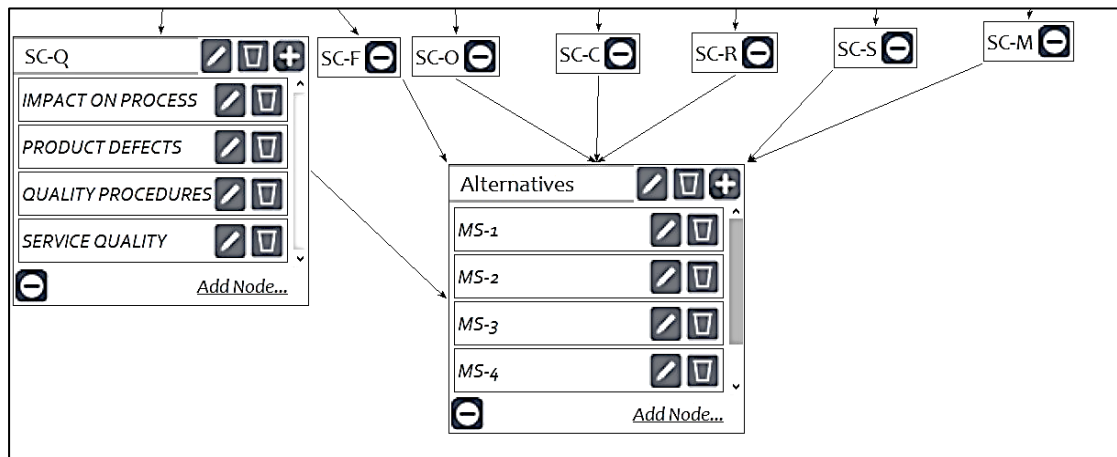 SC-Q
SC-F
SC-O
SC-C
SC-R
SC-S
SC-M
IMPACT ON PROCESS
PRODUCT DEFECTS
QUALITY PROCEDURES
SERVICE QUALITY
Add Node...
Alternatives
MS-1
MS-2
MS-3
MS-4
Add Node...